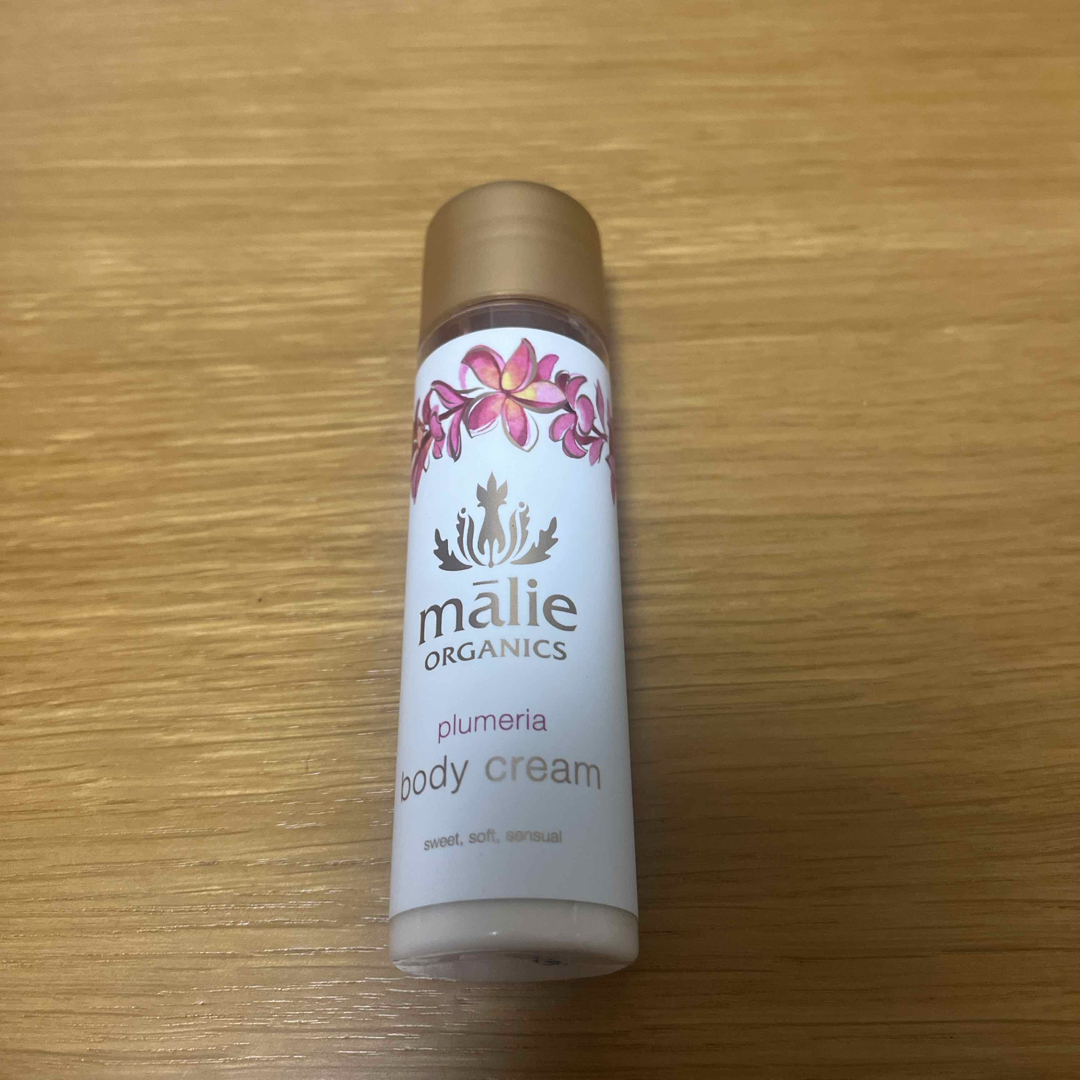 mālie
ORGANICS
plumeria
body cream
sweet, soft, sensual